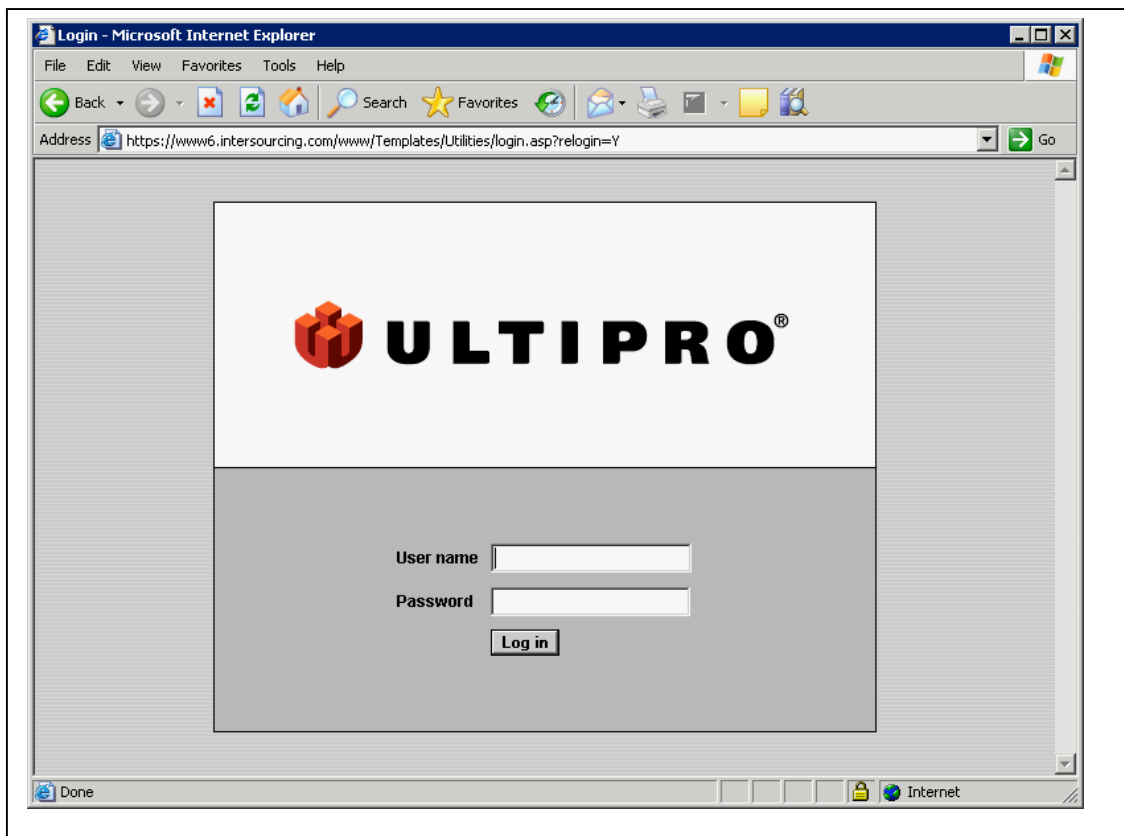 Login - Microsoft Internet Explorer
File Edit View Favorites Tools Help
Back Search Favorites
Address https://www6.intersourcing.com/www/Templates/Utilities/login.asp?relogin=Y Go
ULTIPRO®
User name
Password
Log in
Done Internet